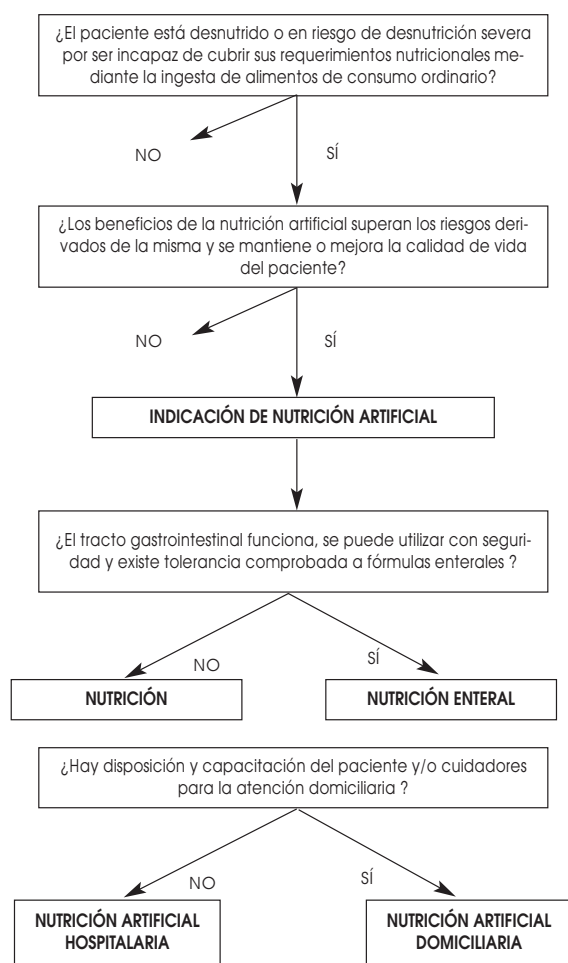 ¿El paciente está desnutrido o en riesgo de desnutrición severa
por ser incapaz de cubrir sus requerimientos nutricionales me-
diante la ingesta de alimentos de consumo ordinario?
NO
SÍ
¿Los beneficios de la nutrición artificial superan los riesgos deri-
vados de la misma y se mantiene o mejora la calidad de vida
del paciente?
NO
SÍ
INDICACIÓN DE NUTRICIÓN ARTIFICIAL
¿El tracto gastrointestinal funciona, se puede utilizar con seguri-
dad y existe tolerancia comprobada a fórmulas enterales ?
NO
SÍ
NUTRICIÓN
NUTRICIÓN ENTERAL
¿Hay disposición y capacitación del paciente y/o cuidadores
para la atención domiciliaria ?
NO
SÍ
NUTRICIÓN ARTIFICIAL
HOSPITALARIA
NUTRICIÓN ARTIFICIAL
DOMICILIARIA